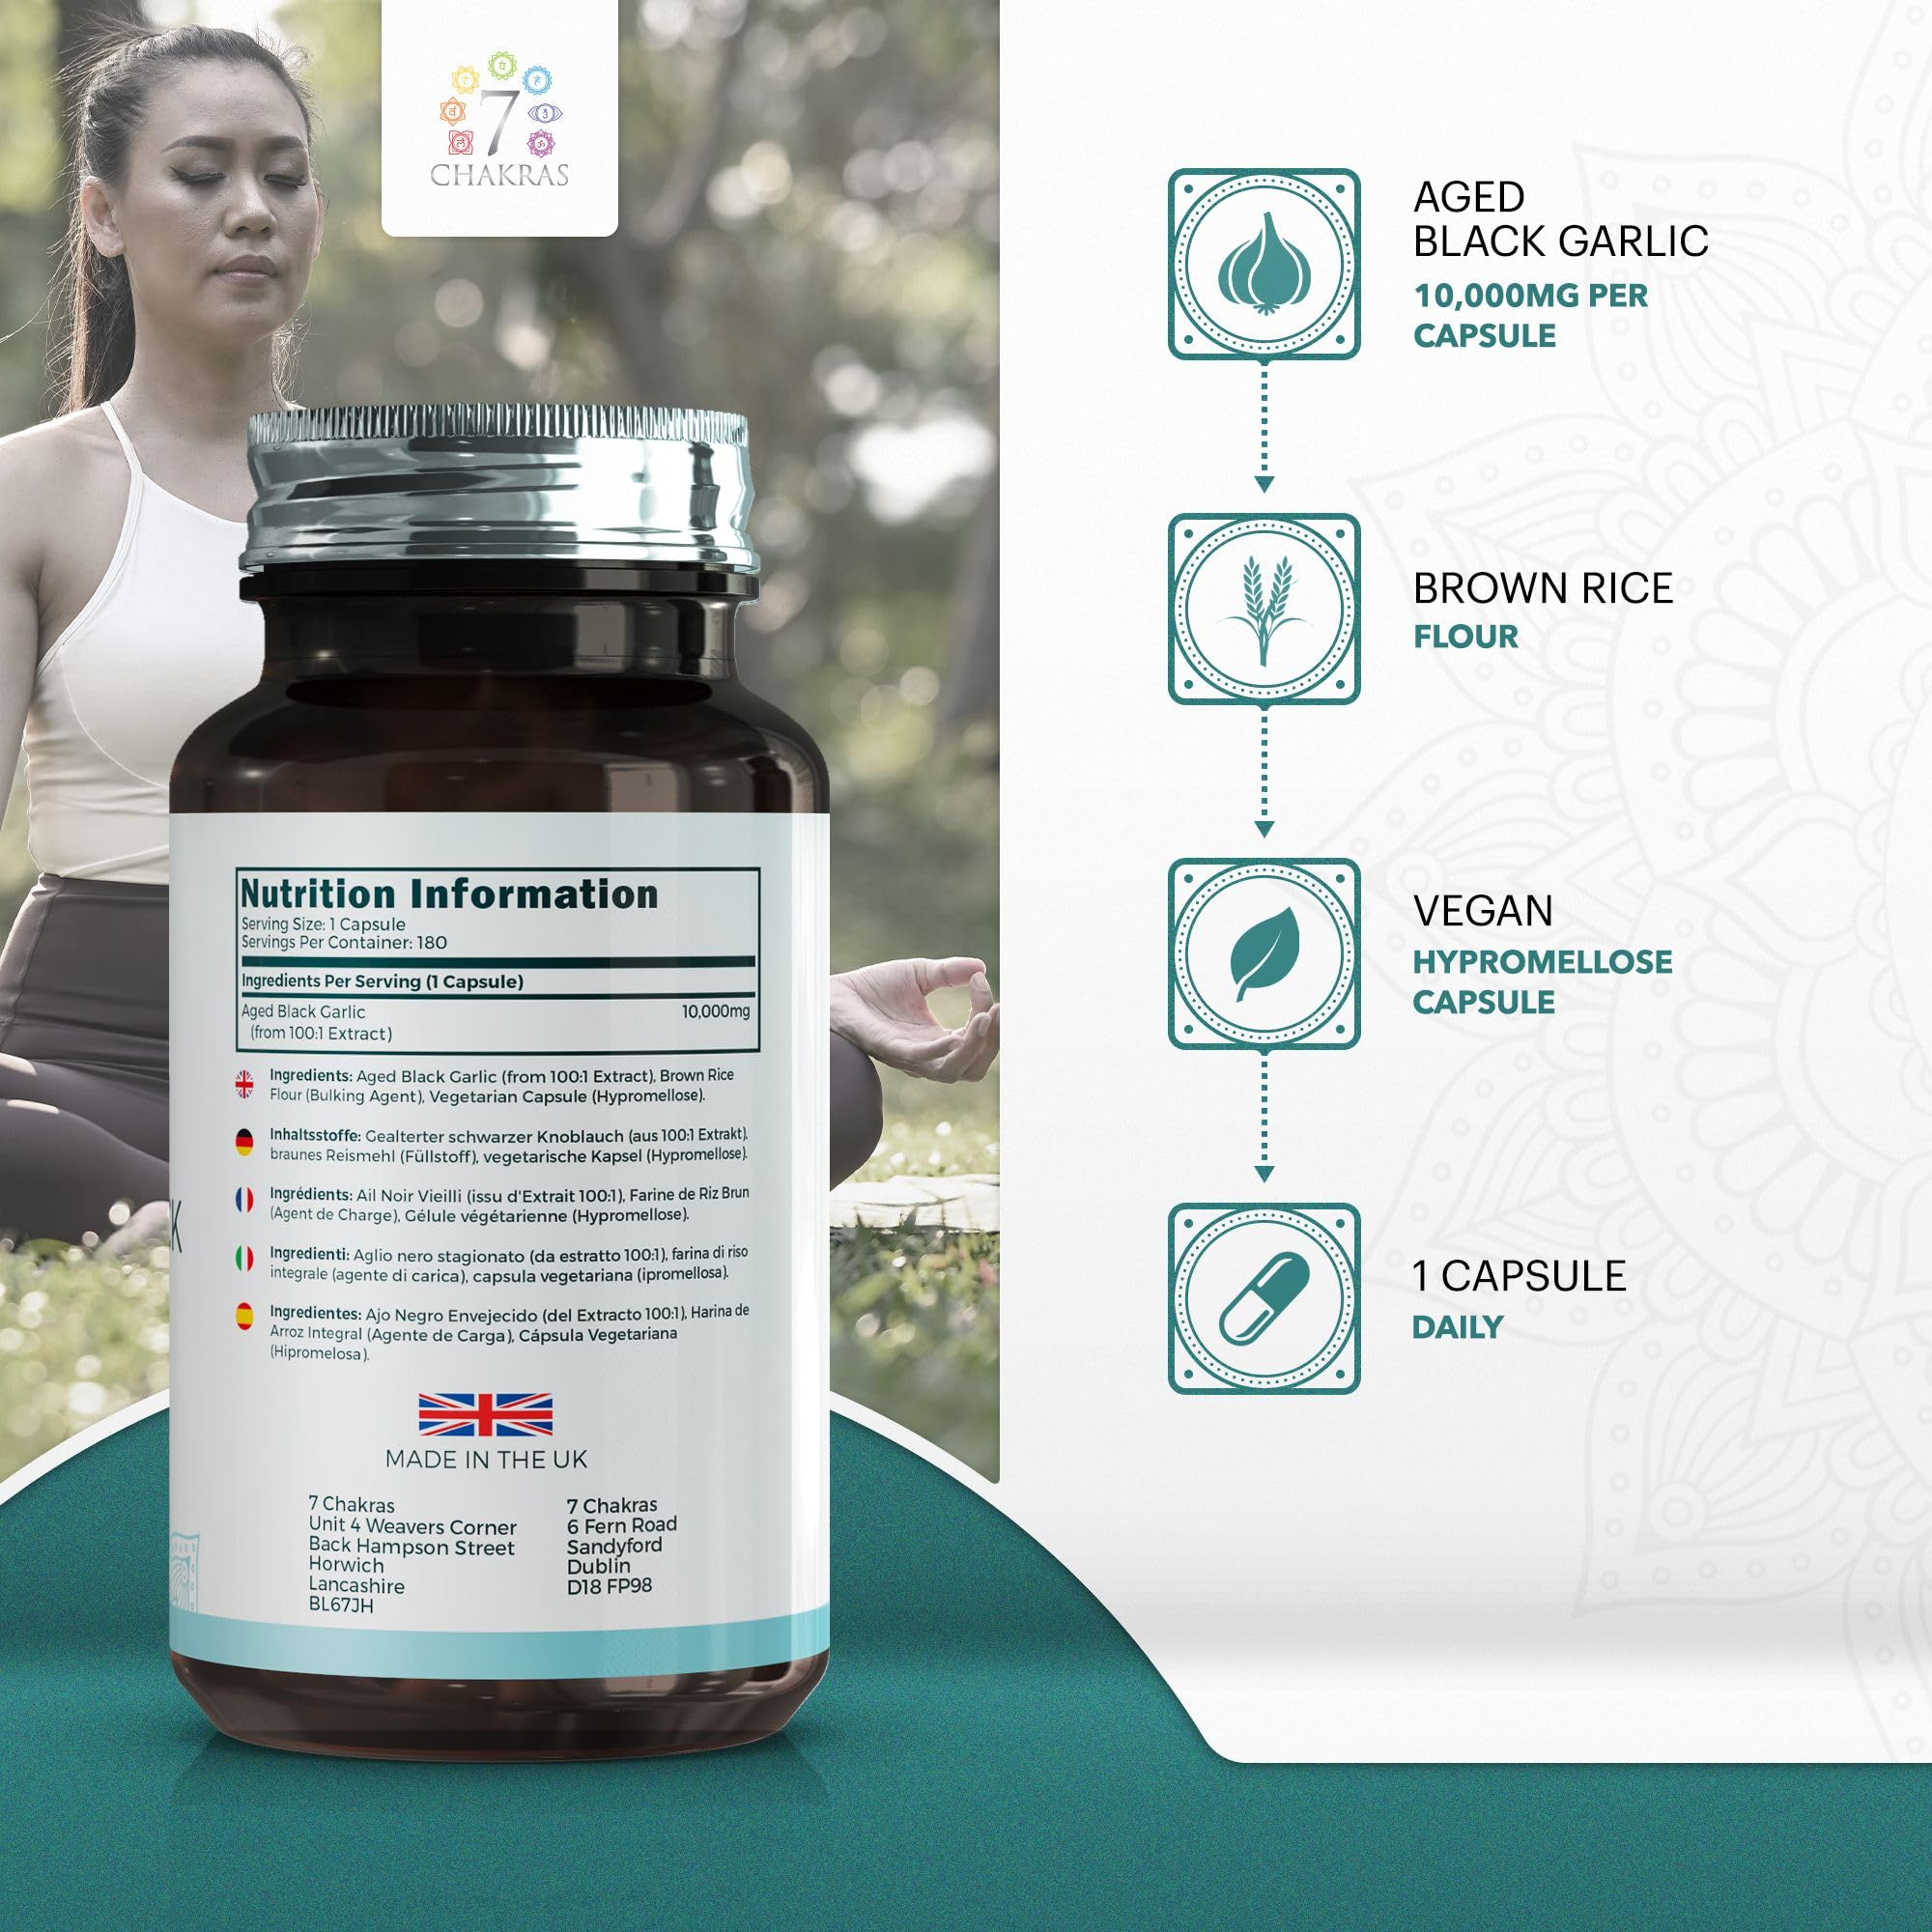 7
CHAKRAS
Nutrition Information
Serving Size: 1 Capsule
Servings Per Container: 180
Ingredients Per Serving (1 Capsule)
Aged Black Garlic 10,000mg
(from 100:1 Extract)
Ingredients: Aged Black Garlic (from 100:1 Extract), Brown Rice
Flour (Bulking Agent), Vegetarian Capsule (Hypromellose).
Inhaltsstoffe: Gealterter schwarzer Knoblauch (aus 100:1 Extrakt),
braunes Reismehl (Füllstoff), vegetarische Kapsel (Hypromellose).
Ingrédients: Ail Noir Vieilli (issu d'Extrait 100:1), Farine de Riz Brun
(Agent de Charge), Gélule végétarienne (Hypromellose).
Ingredienti: Aglio nero stagionato (da estratto 100:1), farina di riso
integrale (agente di carica), capsula vegetariana (ipromellosa).
Ingredientes: Ajo Negro Envejecido (del Extracto 100:1), Harina de
Arroz Integral (Agente de Carga), Cápsula Vegetariana
(Hipromelosa).
MADE IN THE UK
7 Chakras
Unit 4 Weavers Corner
Back Hampson Street
Horwich
Lancashire
BL67JH
7 Chakras
6 Fern Road
Sandyford
Dublin
D18 FP98
AGED
BLACK GARLIC
10,000MG PER
CAPSULE
BROWN RICE
FLOUR
VEGAN
HYPROMELLOSE
CAPSULE
1 CAPSULE
DAILY